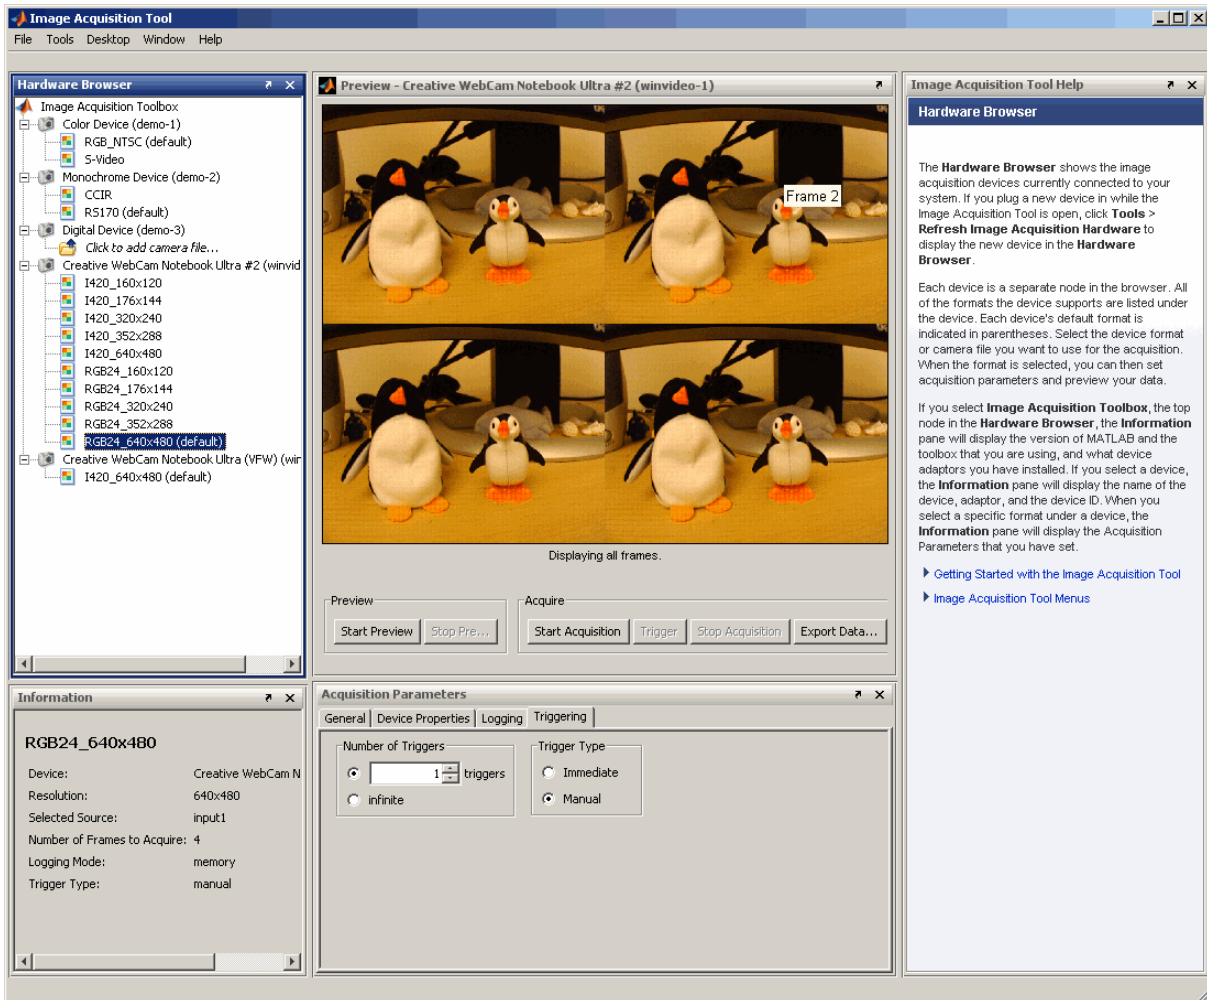 Image Acquisition Tool
File Tools Desktop Window Help
Hardware Browser
Image Acquisition Toolbox
Color Device (demo-1)
RGB_NTSC (default)
S-Video
Monochrome Device (demo-2)
CCIR
RS170 (default)
Digital Device (demo-3)
Click to add camera file...
Creative WebCam Notebook Ultra #2 (winvid
I420_160x120
I420_176x144
I420_320x240
I420_352x288
I420_640x480
RGB24_160x120
RGB24_176x144
RGB24_320x240
RGB24_352x288
RGB24_640x480 (default)
Creative WebCam Notebook Ultra (VFW) (wir
I420_640x480 (default)
Information
RGB24_640x480
Device: Creative WebCam N
Resolution: 640x480
Selected Source: input1
Number of Frames to Acquire: 4
Logging Mode: memory
Trigger Type: manual
Preview - Creative WebCam Notebook Ultra #2 (winvideo-1)
Frame 2
Displaying all frames.
Preview
Start Preview Stop Pre...
Acquire
Start Acquisition Trigger Stop Acquisition Export Data...
Acquisition Parameters
General Device Properties Logging Triggering
Number of Triggers
1 triggers
infinite
Trigger Type
Immediate
Manual
Image Acquisition Tool Help
Hardware Browser
The Hardware Browser shows the image
acquisition devices currently connected to your
system. If you plug a new device in while the
Image Acquisition Tool is open, click Tools >
Refresh Image Acquisition Hardware to
display the new device in the Hardware
Browser.
Each device is a separate node in the browser. All
of the formats the device supports are listed under
the device. Each device's default format is
indicated in parentheses. Select the device format
or camera file you want to use for the acquisition.
When the format is selected, you can then set
acquisition parameters and preview your data.
If you select Image Acquisition Toolbox, the top
node in the Hardware Browser, the Information
pane will display the version of MATLAB and the
toolbox that you are using, and what device
adaptors you have installed. If you select a device,
the Information pane will display the name of the
device, adaptor, and the device ID. When you
select a specific format under a device, the
Information pane will display the Acquisition
Parameters that you have set.
Getting Started with the Image Acquisition Tool
Image Acquisition Tool Menus